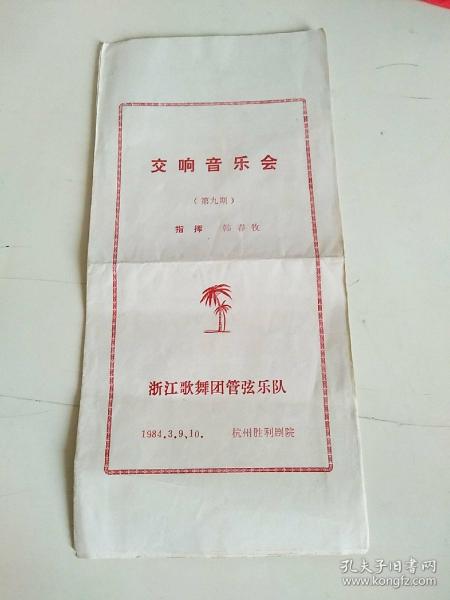 交响音乐会
（第九期）
指挥 韩春牧
浙江歌舞团管弦乐队
1984.3.9、10. 杭州胜利剧院
孔夫子旧书网
www.kongfz.com